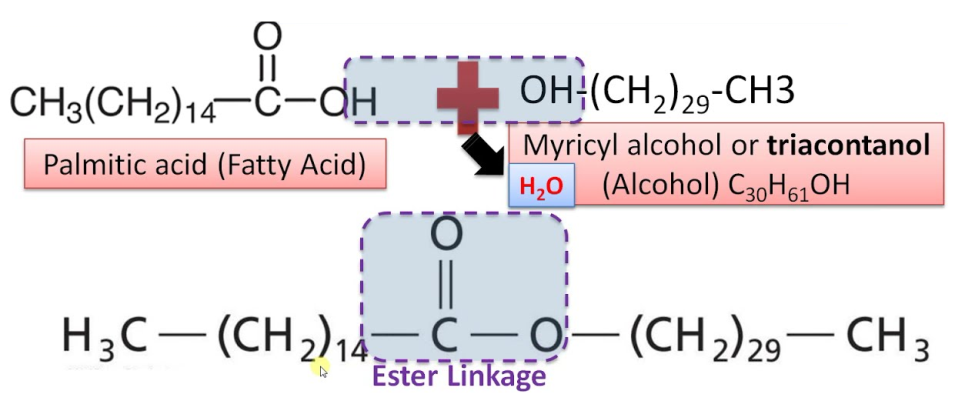 O
CH₃(CH₂)₁₄—C—OH + OH-(CH₂)₂₉-CH3
Palmitic acid (Fatty Acid)
Myricyl alcohol or triacontanol
H₂O
(Alcohol) C₃₀H₆₁OH
O
H₃C—(CH₂)₁₄—C—O—(CH₂)₂₉—CH₃
Ester Linkage